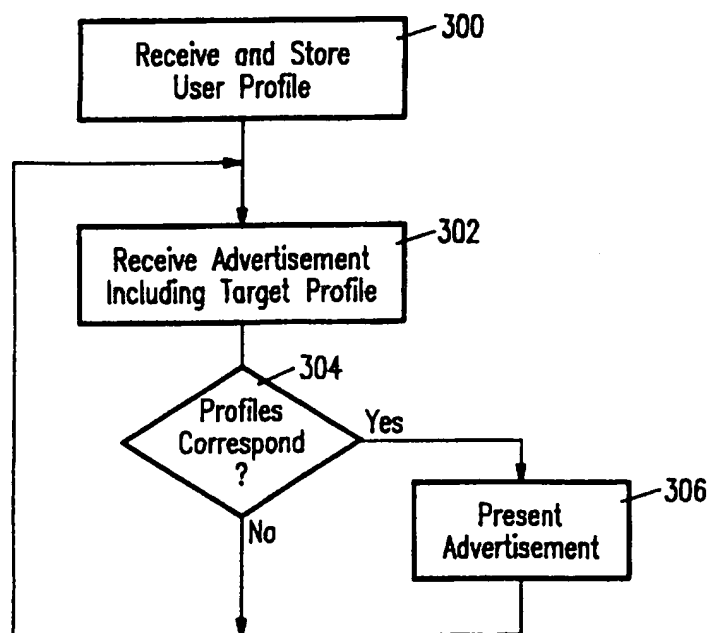 300
Receive and Store
User Profile
302
Receive Advertisement
Including Target Profile
304
Profiles
Correspond
?
Yes
No
306
Present
Advertisement